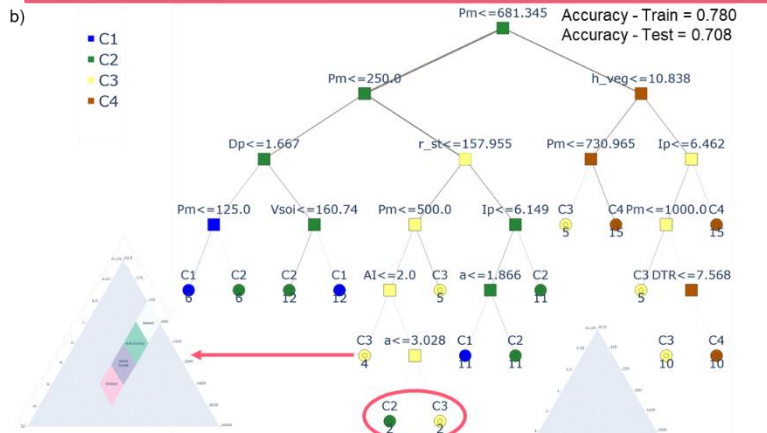 b)
Pm<=681.345
Accuracy - Train = 0.780
Accuracy - Test = 0.708
C1
C2
C3
C4
Pm<=250.0
h_veg<=10.838
Dp<=1.667
r_st<=157.955
Pm<=730.965
Ip<=6.462
Pm<=125.0
Vsoi<=160.74
Pm<=500.0
Ip<=6.149
C3
5
C4
15
Pm<=1000.0
C4
15
C1
6
C2
6
C2
12
C1
12
AI<=2.0
C3
5
a<=1.866
C2
11
C3
5
DTR<=7.568
C3
4
a<=3.028
C1
11
C2
11
C3
10
C4
10
C2
2
C3
2